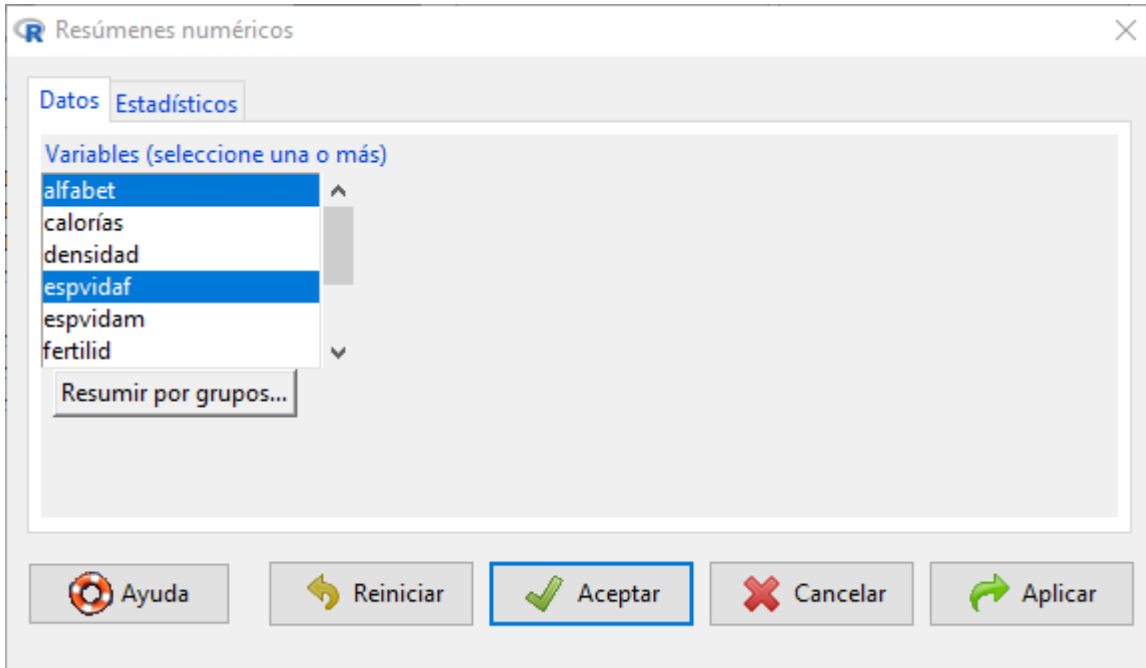 Resúmenes numéricos
Datos Estadísticos
Variables (seleccione una o más)
alfabet
calorías
densidad
espvidaf
espvidam
fertilid
Resumir por grupos...
Ayuda Reiniciar Aceptar Cancelar Aplicar